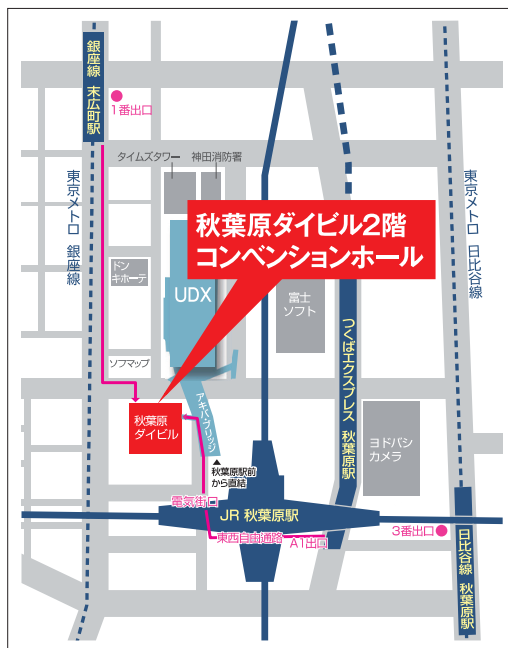 銀座線 末広町駅
1番出口
タイムズタワー
神田消防署
東京メトロ 銀座線
東京メトロ 日比谷線
秋葉原ダイビル2階
コンベンションホール
ドン
キホーテ
UDX
富士
ソフト
つくばエクスプレス 秋葉原駅
ソフマップ
アキバ・ブリッジ
秋葉原
ダイビル
ヨドバシ
カメラ
▲
秋葉原駅前
から直結
電気街口
JR 秋葉原駅
東西自由通路
A1出口
3番出口
日比谷線 秋葉原駅